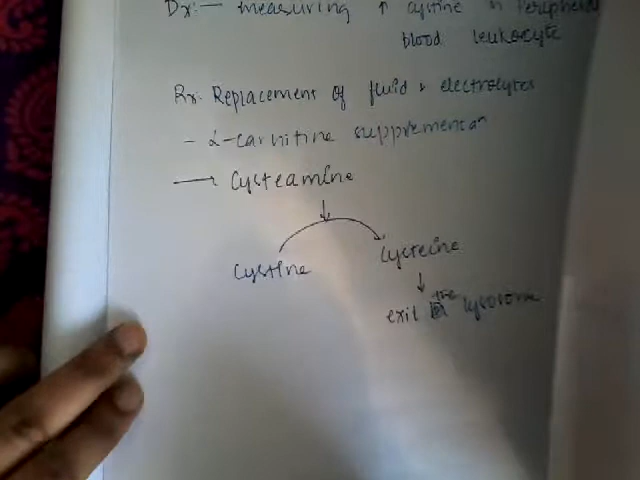 Dx:— measuring ↑ cystine in Peripheral
blood leukocyte
Rx: Replacement of fluid & electrolytes
- L-carnitine supplementan
→ Cysteamine
↓
Cystine Cysteine
↓
exit the lysosome